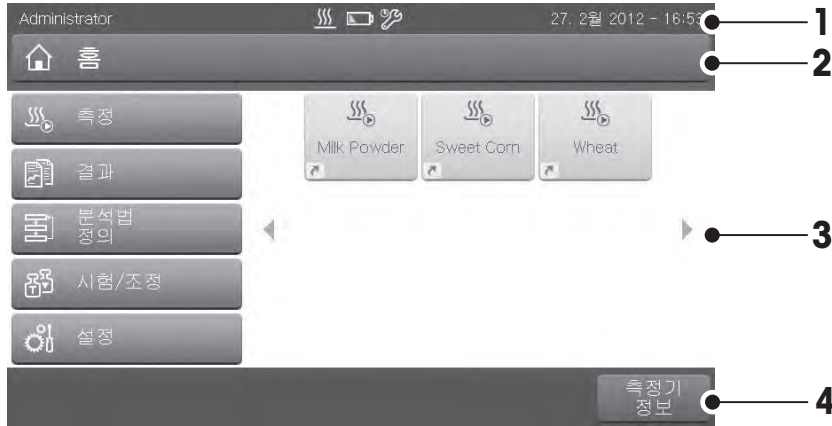 Administrator 27. 2월 2012 - 16:53 1
홈 2
측정
결과
분석법
정의
시험/조정
설정
Milk Powder Sweet Corn Wheat
3
측정기
정보
4